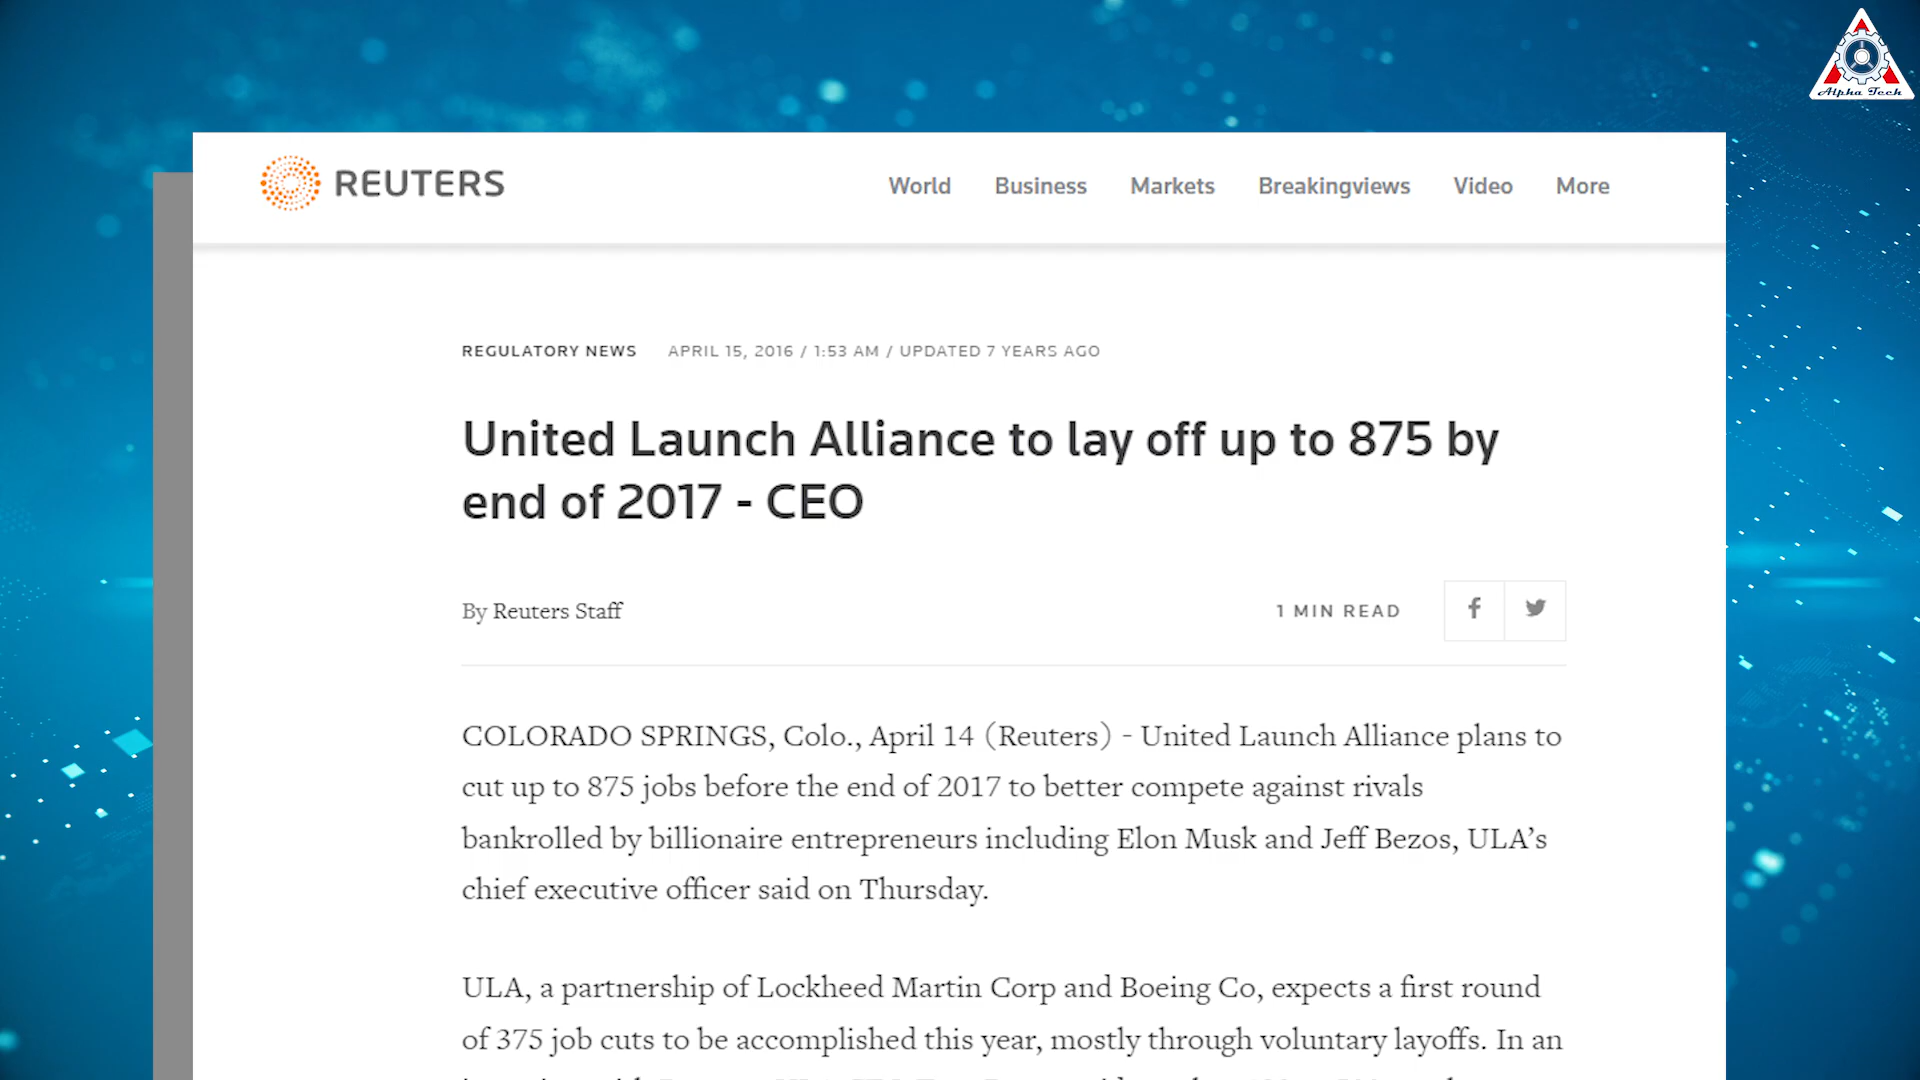 Alpha Tech
REUTERS
World Business Markets Breakingviews Video More
REGULATORY NEWS APRIL 15, 2016 / 1:53 AM / UPDATED 7 YEARS AGO
United Launch Alliance to lay off up to 875 by
end of 2017 - CEO
By Reuters Staff
1 MIN READ
COLORADO SPRINGS, Colo., April 14 (Reuters) - United Launch Alliance plans to
cut up to 875 jobs before the end of 2017 to better compete against rivals
bankrolled by billionaire entrepreneurs including Elon Musk and Jeff Bezos, ULA’s
chief executive officer said on Thursday.
ULA, a partnership of Lockheed Martin Corp and Boeing Co, expects a first round
of 375 job cuts to be accomplished this year, mostly through voluntary layoffs. In an